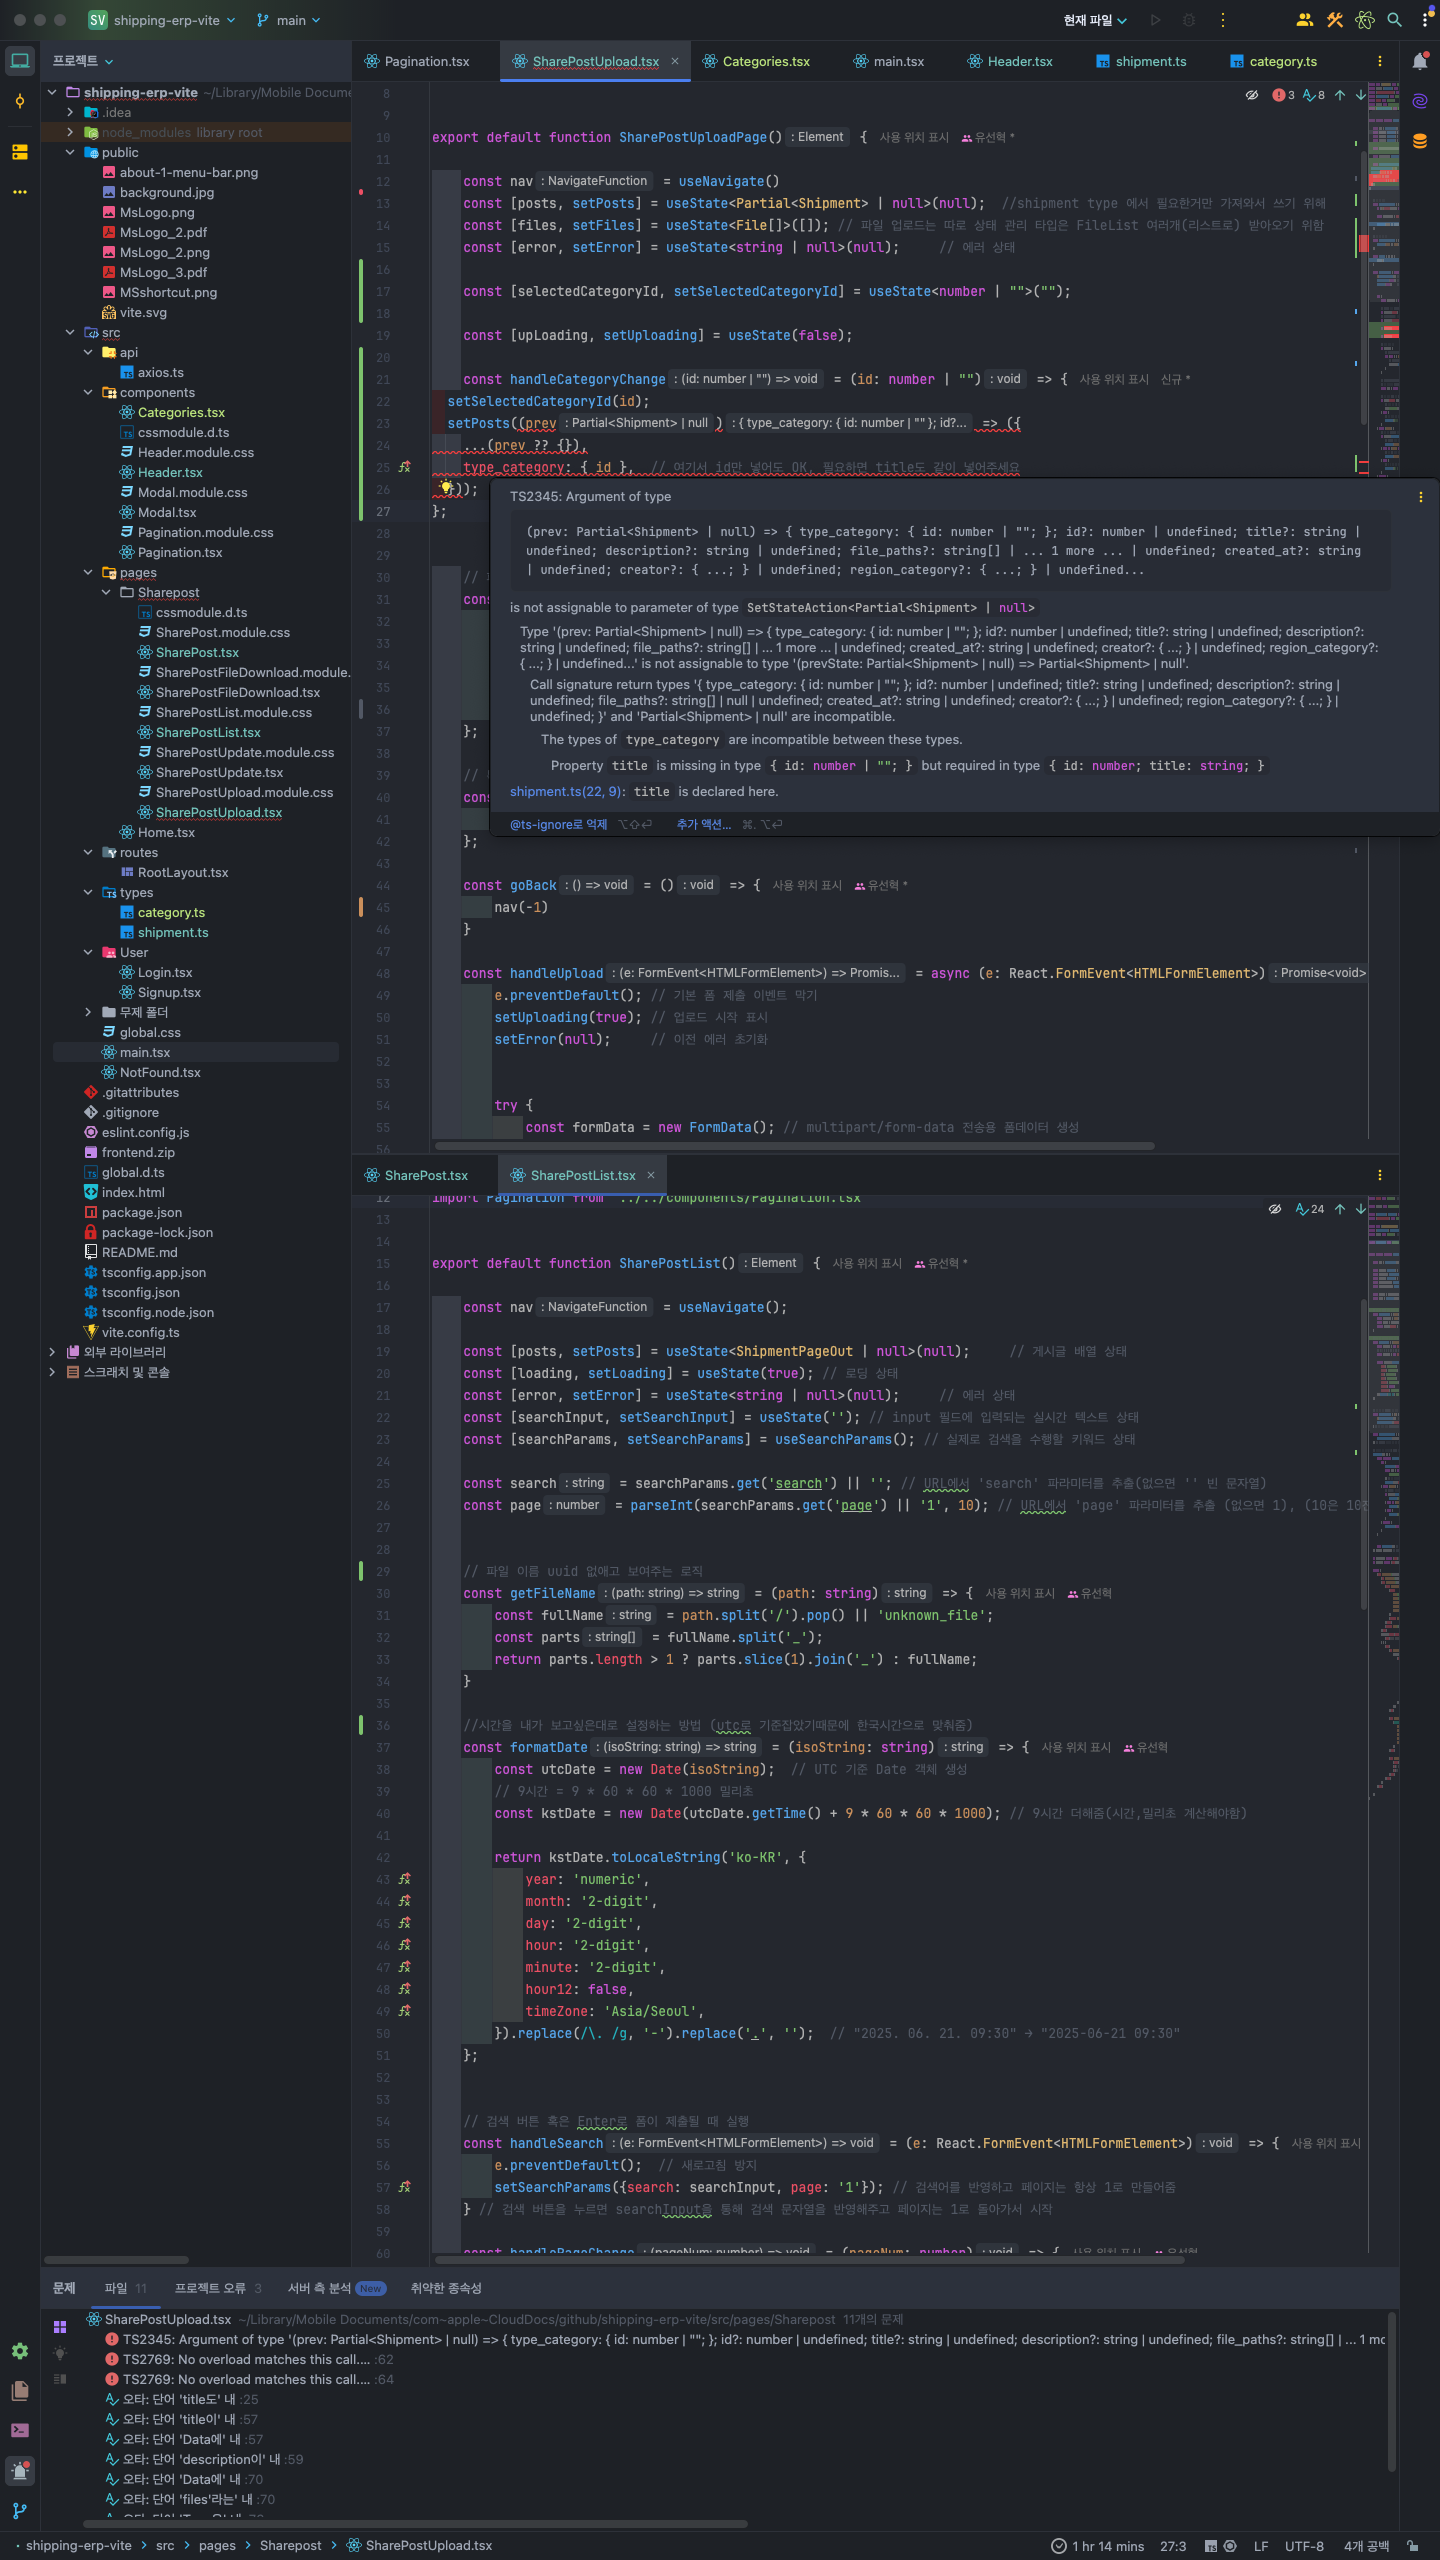 SV shipping-erp-vite main 현재 파일
프로젝트
shipping-erp-vite ~/Library/Mobile Docume
.idea
node_modules library root
public
about-1-menu-bar.png
background.jpg
MsLogo.png
MsLogo_2.pdf
MsLogo_2.png
MsLogo_3.pdf
MSshortcut.png
vite.svg
src
api
axios.ts
components
Categories.tsx
cssmodule.d.ts
Header.module.css
Header.tsx
Modal.module.css
Modal.tsx
Pagination.module.css
Pagination.tsx
pages
Sharepost
cssmodule.d.ts
SharePost.module.css
SharePost.tsx
SharePostFileDownload.module.
SharePostFileDownload.tsx
SharePostList.module.css
SharePostList.tsx
SharePostUpdate.module.css
SharePostUpdate.tsx
SharePostUpload.module.css
SharePostUpload.tsx
Home.tsx
routes
RootLayout.tsx
types
category.ts
shipment.ts
User
Login.tsx
Signup.tsx
무제 폴더
global.css
main.tsx
NotFound.tsx
.gitattributes
.gitignore
eslint.config.js
frontend.zip
global.d.ts
index.html
package.json
package-lock.json
README.md
tsconfig.app.json
tsconfig.json
tsconfig.node.json
vite.config.ts
외부 라이브러리
스크래치 및 콘솔
Pagination.tsx SharePostUpload.tsx Categories.tsx main.tsx Header.tsx shipment.ts category.ts
3 8
8
9
10 export default function SharePostUploadPage() : Element { 사용 위치 표시 유선혁 *
11
12 const nav : NavigateFunction = useNavigate()
13 const [posts, setPosts] = useState<Partial<Shipment> | null>(null); //shipment type 에서 필요한거만 가져와서 쓰기 위해
14 const [files, setFiles] = useState<File[]>([]); // 파일 업로드는 따로 상태 관리 타입은 FileList 여러개(리스트로) 받아오기 위함
15 const [error, setError] = useState<string | null>(null); // 에러 상태
16
17 const [selectedCategoryId, setSelectedCategoryId] = useState<number | "">("");
18
19 const [upLoading, setUploading] = useState(false);
20
21 const handleCategoryChange : (id: number | "") => void = (id: number | "") : void => { 사용 위치 표시 신규 *
22 setSelectedCategoryId(id);
23 setPosts((prev : Partial<Shipment> | null ) : { type_category: { id: number | "" }; id?... => ({
24 ...(prev ?? {}),
25 type_category: { id }, // 여기서 id만 넣어도 OK, 필요하면 title도 같이 넣어주세요
26 }));
27 };
28
29
30 //
31 cons
32
33
34
35
36
37 };
38
39 //
40 cons
41
42 };
43
44 const goBack : () => void = () : void => { 사용 위치 표시 유선혁 *
45 nav(-1)
46 }
47
48 const handleUpload : (e: FormEvent<HTMLFormElement>) => Promis... = async (e: React.FormEvent<HTMLFormElement>) : Promise<void>
49 e.preventDefault(); // 기본 폼 제출 이벤트 막기
50 setUploading(true); // 업로드 시작 표시
51 setError(null); // 이전 에러 초기화
52
53
54 try {
55 const formData = new FormData(); // multipart/form-data 전송용 폼데이터 생성
56
TS2345: Argument of type
(prev: Partial<Shipment> | null) => { type_category: { id: number | ""; }; id?: number | undefined; title?: string |
undefined; description?: string | undefined; file_paths?: string[] | ... 1 more ... | undefined; created_at?: string
| undefined; creator?: { ...; } | undefined; region_category?: { ...; } | undefined...
is not assignable to parameter of type SetStateAction<Partial<Shipment> | null>
Type '(prev: Partial<Shipment> | null) => { type_category: { id: number | ""; }; id?: number | undefined; title?: string | undefined; description?:
string | undefined; file_paths?: string[] | ... 1 more ... | undefined; created_at?: string | undefined; creator?: { ...; } | undefined; region_category?:
{ ...; } | undefined...' is not assignable to type '(prevState: Partial<Shipment> | null) => Partial<Shipment> | null'.
Call signature return types '{ type_category: { id: number | ""; }; id?: number | undefined; title?: string | undefined; description?: string |
undefined; file_paths?: string[] | null | undefined; created_at?: string | undefined; creator?: { ...; } | undefined; region_category?: { ...; } |
undefined; }' and 'Partial<Shipment> | null' are incompatible.
The types of type_category are incompatible between these types.
Property title is missing in type { id: number | ""; } but required in type { id: number; title: string; }
shipment.ts(22, 9): title is declared here.
@ts-ignore로 억제 ⌥⇧⏎ 추가 액션... ⌘. ⌥⏎
SharePost.tsx SharePostList.tsx
24
12 import Pagination from "../../components/Pagination.tsx"
13
14
15 export default function SharePostList() : Element { 사용 위치 표시 유선혁 *
16
17 const nav : NavigateFunction = useNavigate();
18
19 const [posts, setPosts] = useState<ShipmentPageOut | null>(null); // 게시글 배열 상태
20 const [loading, setLoading] = useState(true); // 로딩 상태
21 const [error, setError] = useState<string | null>(null); // 에러 상태
22 const [searchInput, setSearchInput] = useState(''); // input 필드에 입력되는 실시간 텍스트 상태
23 const [searchParams, setSearchParams] = useSearchParams(); // 실제로 검색을 수행할 키워드 상태
24
25 const search : string = searchParams.get('search') || ''; // URL에서 'search' 파라미터를 추출(없으면 '' 빈 문자열)
26 const page : number = parseInt(searchParams.get('page') || '1', 10); // URL에서 'page' 파라미터를 추출 (없으면 1), (10은 10진
27
28
29 // 파일 이름 uuid 없애고 보여주는 로직
30 const getFileName : (path: string) => string = (path: string) : string => { 사용 위치 표시 유선혁
31 const fullName : string = path.split('/').pop() || 'unknown_file';
32 const parts : string[] = fullName.split('_');
33 return parts.length > 1 ? parts.slice(1).join('_') : fullName;
34 }
35
36 //시간을 내가 보고싶은대로 설정하는 방법 (utc로 기준잡았기때문에 한국시간으로 맞춰줌)
37 const formatDate : (isoString: string) => string = (isoString: string) : string => { 사용 위치 표시 유선혁
38 const utcDate = new Date(isoString); // UTC 기준 Date 객체 생성
39 // 9시간 = 9 * 60 * 60 * 1000 밀리초
40 const kstDate = new Date(utcDate.getTime() + 9 * 60 * 60 * 1000); // 9시간 더해줌(시간,밀리초 계산해야함)
41
42 return kstDate.toLocaleString('ko-KR', {
43 year: 'numeric',
44 month: '2-digit',
45 day: '2-digit',
46 hour: '2-digit',
47 minute: '2-digit',
48 hour12: false,
49 timeZone: 'Asia/Seoul',
50 }).replace(/\. /g, '-').replace('.', ''); // "2025. 06. 21. 09:30" → "2025-06-21 09:30"
51 };
52
53
54 // 검색 버튼 혹은 Enter로 폼이 제출될 때 실행
55 const handleSearch : (e: FormEvent<HTMLFormElement>) => void = (e: React.FormEvent<HTMLFormElement>) : void => { 사용 위치 표시
56 e.preventDefault(); // 새로고침 방지
57 setSearchParams({search: searchInput, page: '1'}); // 검색어를 반영하고 페이지는 항상 1로 만들어줌
58 } // 검색 버튼을 누르면 searchInput을 통해 검색 문자열을 반영해주고 페이지는 1로 돌아가서 시작
59
60 const handlePageChange : (pageNum: number) => void = (pageNum: number) : void => { 사용 위치 표시 유선혁
문제 파일 11 프로젝트 오류 3 서버 측 분석 New 취약한 종속성
SharePostUpload.tsx ~/Library/Mobile Documents/com~apple~CloudDocs/github/shipping-erp-vite/src/pages/Sharepost 11개의 문제
TS2345: Argument of type '(prev: Partial<Shipment> | null) => { type_category: { id: number | ""; }; id?: number | undefined; title?: string | undefined; description?: string | undefined; file_paths?: string[] | ... 1 mo
TS2769: No overload matches this call.... :62
TS2769: No overload matches this call.... :64
오타: 단어 'title도' 내 :25
오타: 단어 'title이' 내 :57
오타: 단어 'Data에' 내 :57
오타: 단어 'description이' 내 :59
오타: 단어 'Data에' 내 :70
오타: 단어 'files'라는' 내 :70
shipping-erp-vite > src > pages > Sharepost > SharePostUpload.tsx 1 hr 14 mins 27:3 LF UTF-8 4개 공백